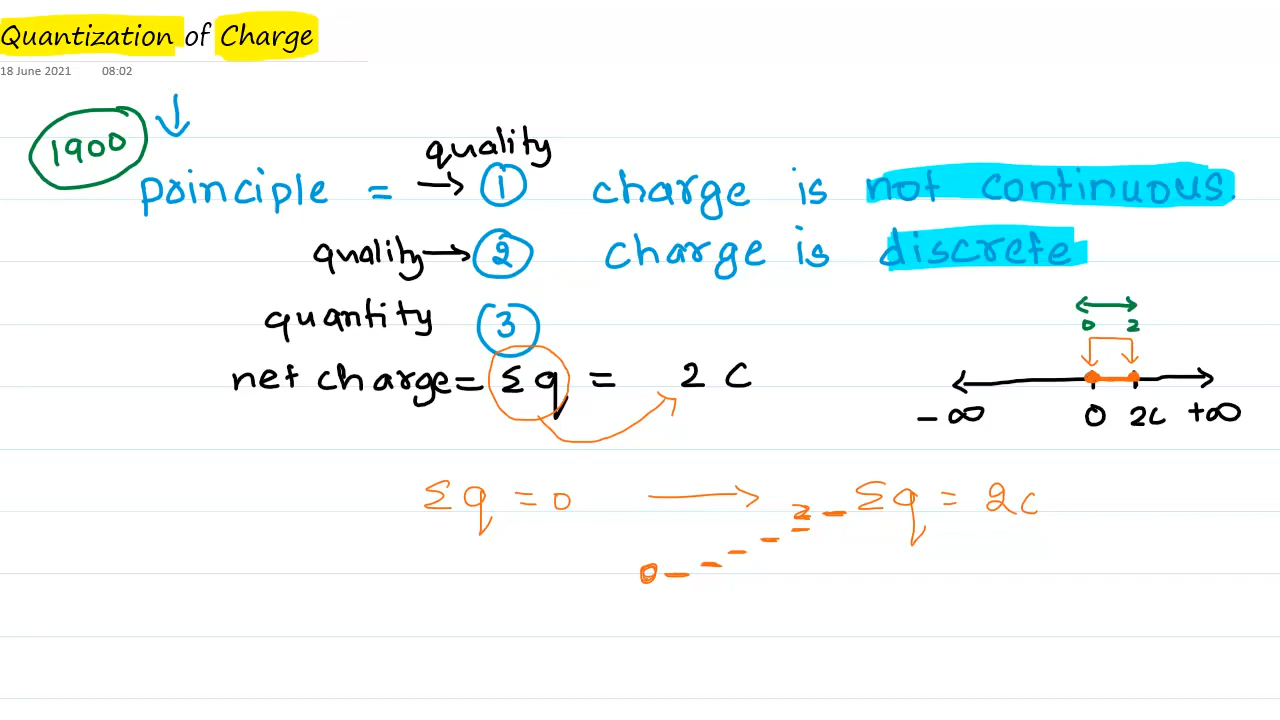 Quantization of Charge
18 June 2021 08:02
1900
quality
principle = → ① charge is not continuous.
quality → ② charge is discrete
quantity ③
0 2
net charge = Σq = 2 C
-∞ 0 2C +∞
Σq = 0 → Σq = 2C
2
0